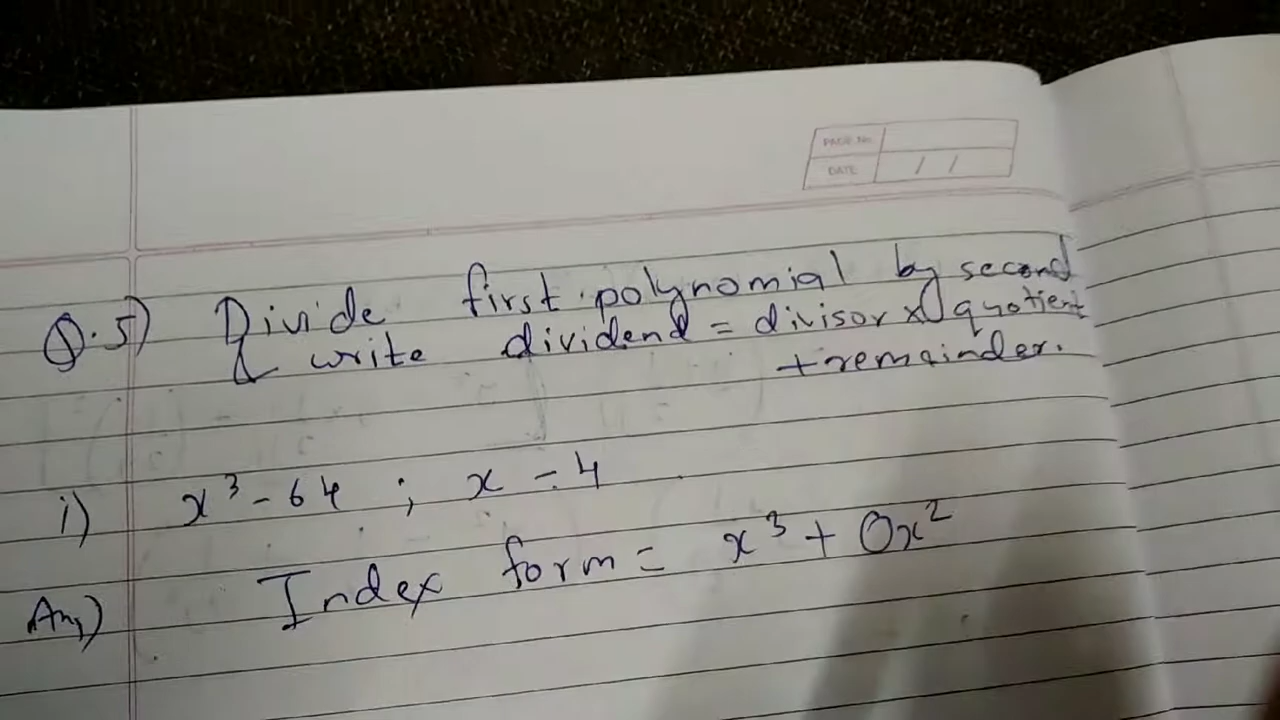 PAGE No.
DATE / /
Q.5) Divide first polynomial by second
& write dividend = divisor x quotient
+remainder.
i) x³ - 64 ; x - 4
Ans) Index form = x³ + 0x²